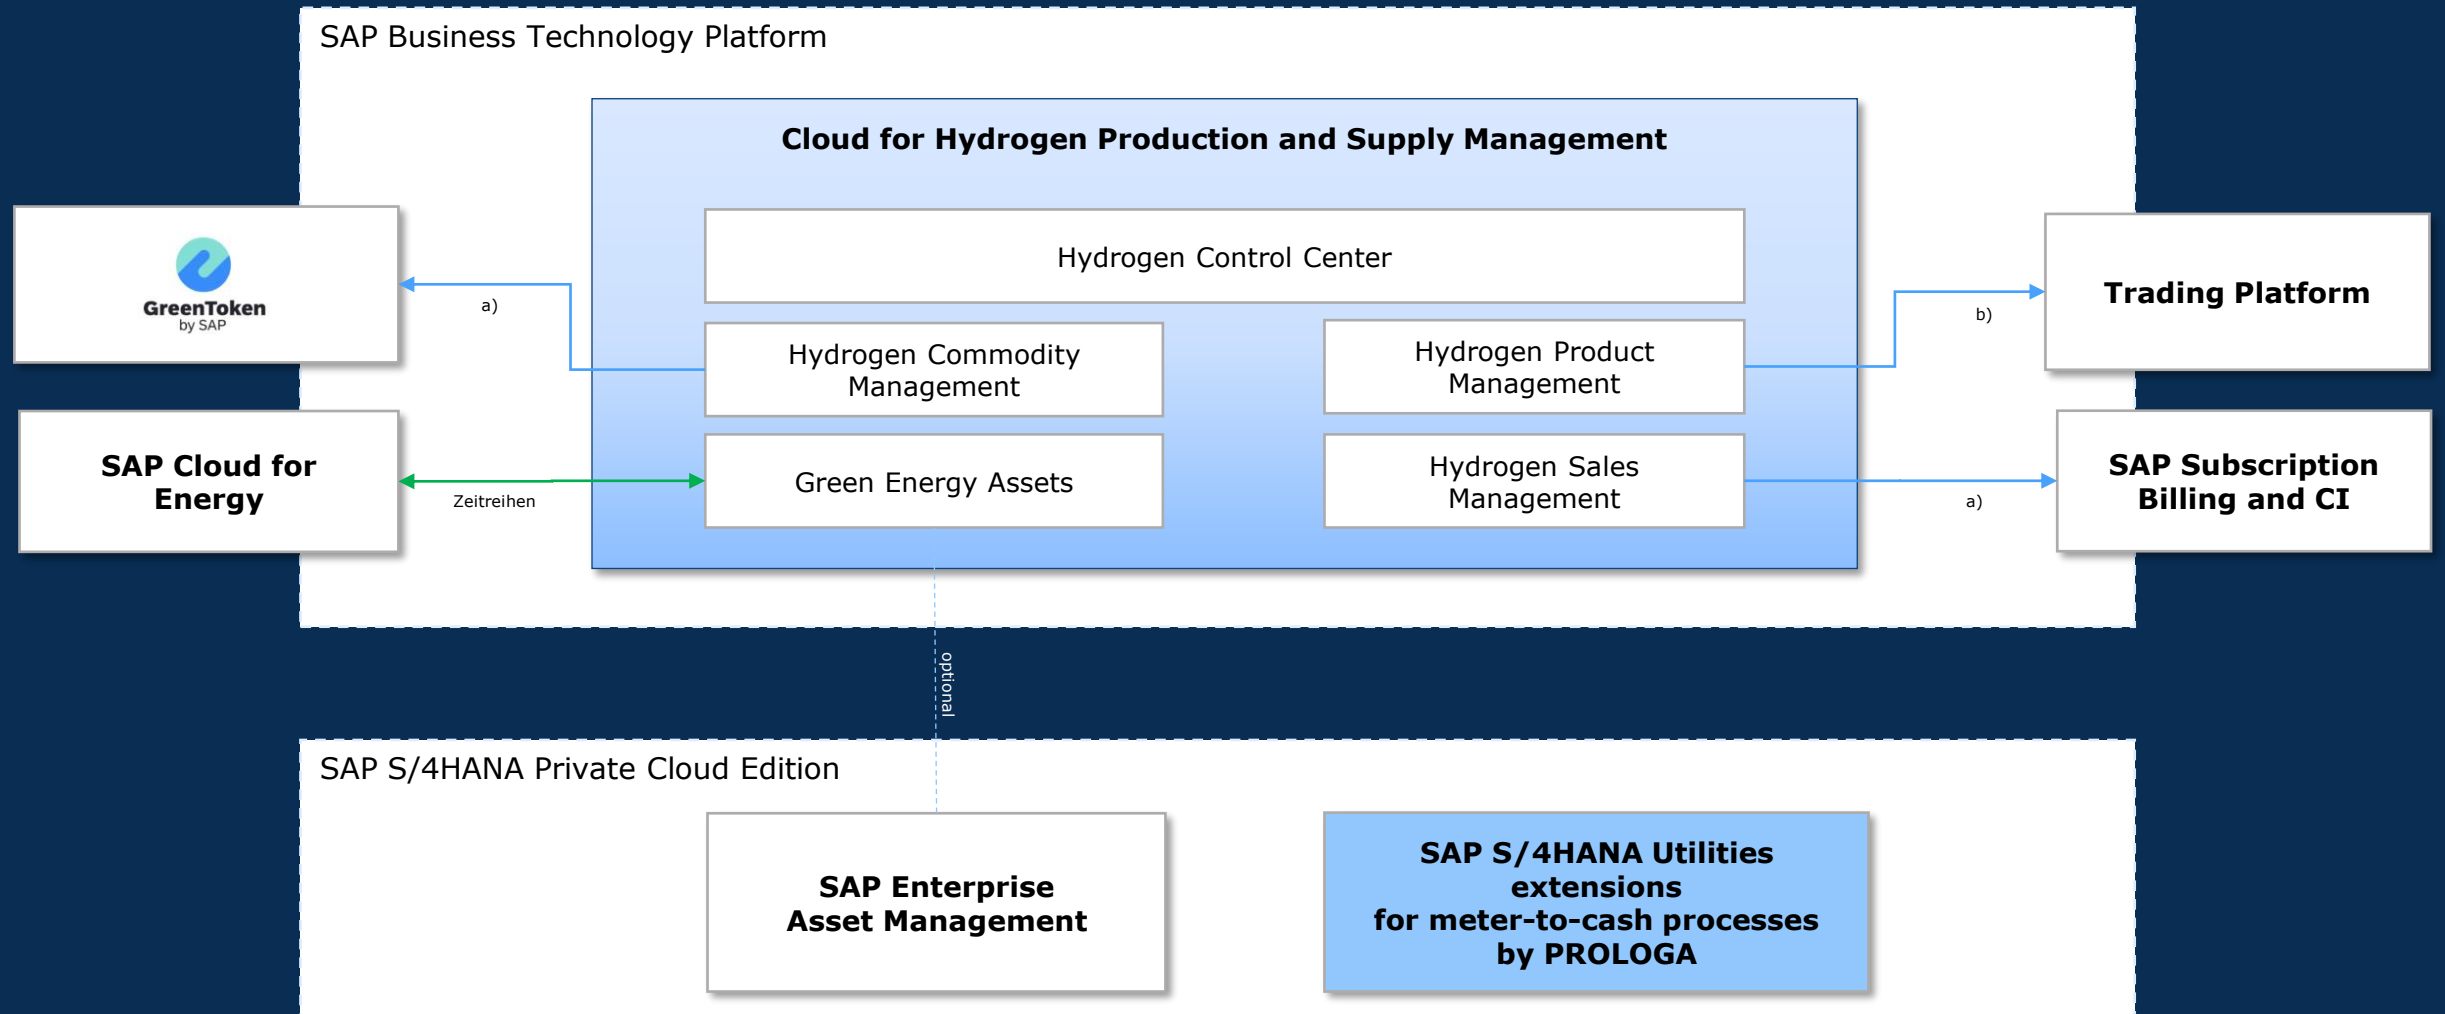 SAP Business Technology Platform
Cloud for Hydrogen Production and Supply Management
Hydrogen Control Center
GreenToken
by SAP
a)
Hydrogen Commodity
Management
Hydrogen Product
Management
b)
Trading Platform
SAP Cloud for
Energy
Zeitreihen
Green Energy Assets
Hydrogen Sales
Management
a)
SAP Subscription
Billing and CI
optional
SAP S/4HANA Private Cloud Edition
SAP Enterprise
Asset Management
SAP S/4HANA Utilities
extensions
for meter-to-cash processes
by PROLOGA